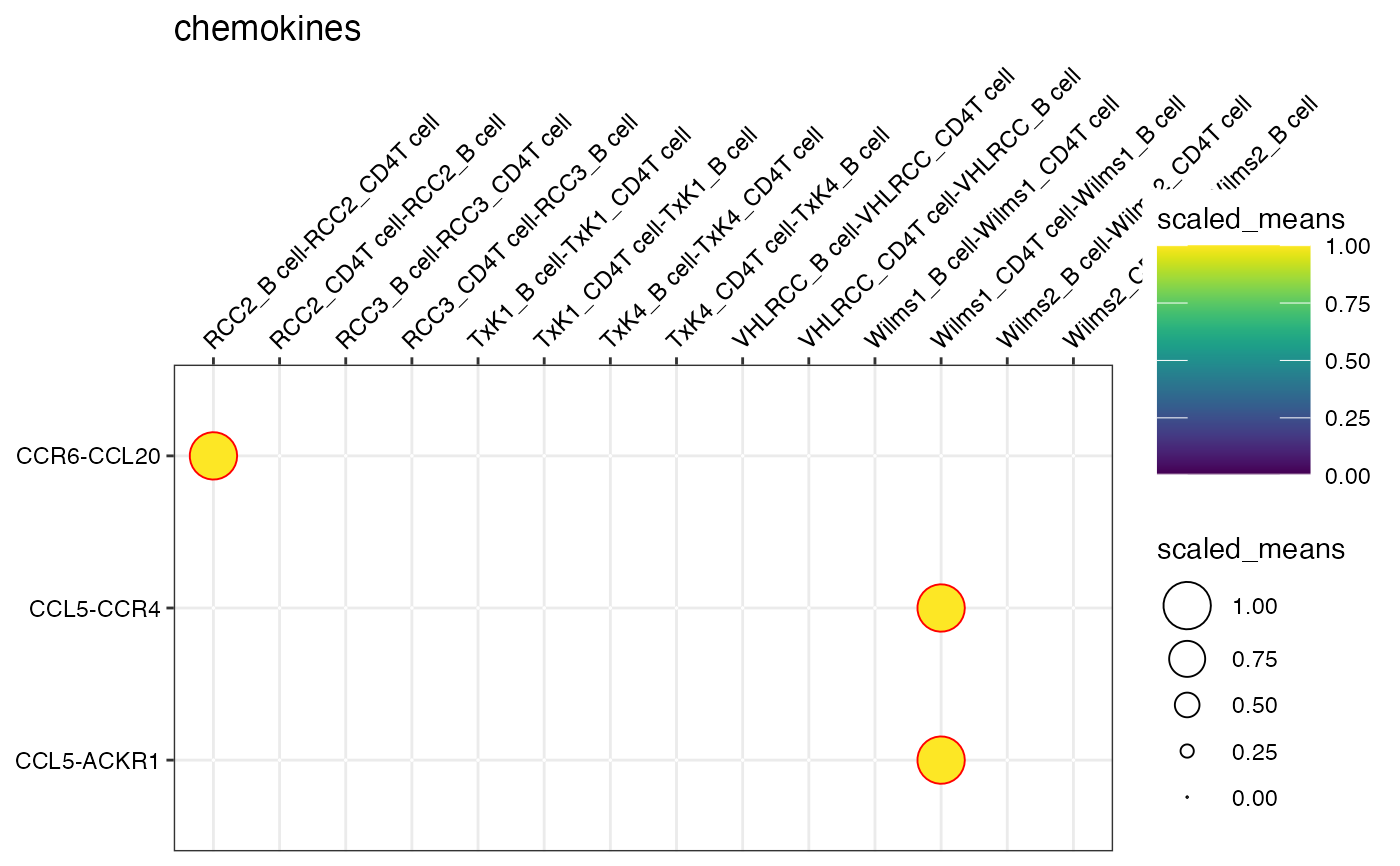 chemokines
RCC2_B cell-RCC2_CD4T cell
RCC2_CD4T cell-RCC2_B cell
RCC3_B cell-RCC3_CD4T cell
RCC3_CD4T cell-RCC3_B cell
TxK1_B cell-TxK1_CD4T cell
TxK1_CD4T cell-TxK1_B cell
TxK4_B cell-TxK4_CD4T cell
TxK4_CD4T cell-TxK4_B cell
VHLRCC_B cell-VHLRCC_CD4T cell
VHLRCC_CD4T cell-VHLRCC_B cell
Wilms1_B cell-Wilms1_CD4T cell
Wilms1_CD4T cell-Wilms1_B cell
Wilms2_B cell-Wilm 2_CD4T cell
Wilms2_C ilms2_B cell
CCR6-CCL20
CCL5-CCR4
CCL5-ACKR1
scaled_means
1.00
0.75
0.50
0.25
0.00
scaled_means
1.00
0.75
0.50
0.25
0.00